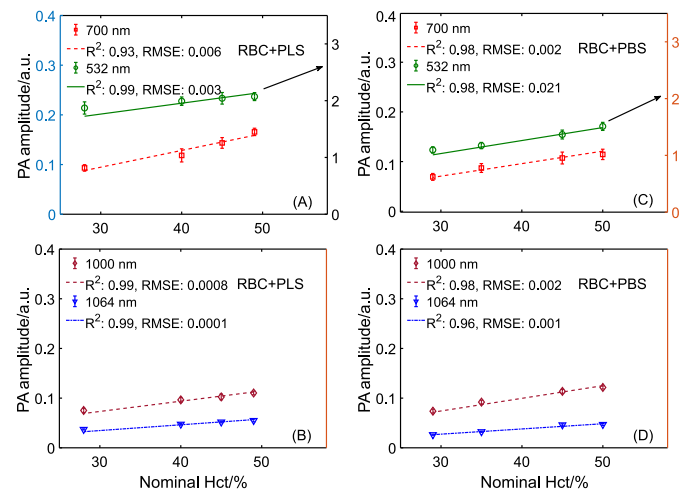 PA amplitude/a.u.
0.4
0.3
0.2
0.1
0
700 nm
R²: 0.93, RMSE: 0.006
RBC+PLS
532 nm
R²: 0.99, RMSE: 0.003
(A)
30 40 50
3
2
1
0
PA amplitude/a.u.
0.4
0.3
0.2
0.1
0
700 nm
R²: 0.98, RMSE: 0.002
RBC+PBS
532 nm
R²: 0.98, RMSE: 0.021
(C)
30 40 50
3
2
1
0
PA amplitude/a.u.
0.4
0.3
0.2
0.1
0
1000 nm
R²: 0.99, RMSE: 0.0008
RBC+PLS
1064 nm
R²: 0.99, RMSE: 0.0001
(B)
30 40 50
Nominal Hct/%
PA amplitude/a.u.
0.4
0.3
0.2
0.1
0
1000 nm
R²: 0.98, RMSE: 0.002
RBC+PBS
1064 nm
R²: 0.96, RMSE: 0.001
(D)
30 40 50
Nominal Hct/%